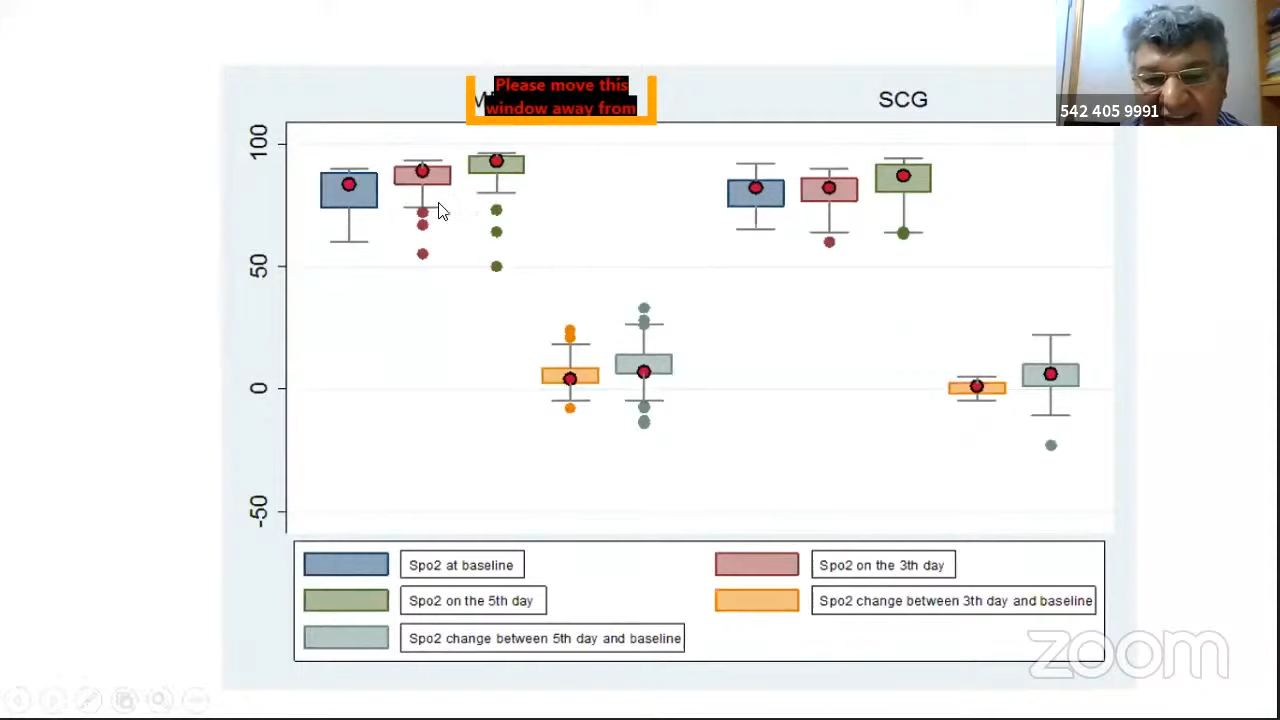 Please move this
window away from
SCG
542 405 9991
100
50
0
-50
Spo2 at baseline
Spo2 on the 3th day
Spo2 on the 5th day
Spo2 change between 3th day and baseline
Spo2 change between 5th day and baseline
zoom